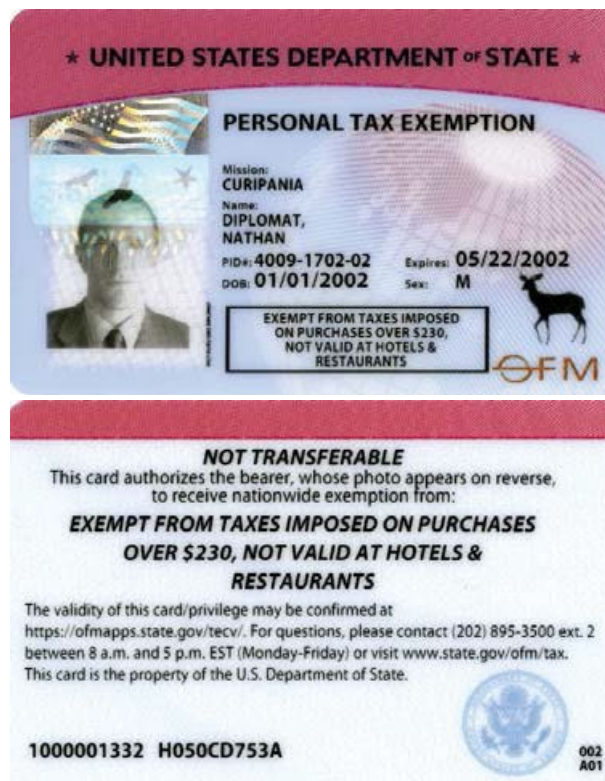 ★ UNITED STATES DEPARTMENT OF STATE ★
PERSONAL TAX EXEMPTION
Mission:
CURIPANIA
Name:
DIPLOMAT,
NATHAN
PID#: 4009-1702-02 Expires: 05/22/2002
DOB: 01/01/2002 Sex: M
EXEMPT FROM TAXES IMPOSED
ON PURCHASES OVER $230,
NOT VALID AT HOTELS &
RESTAURANTS
OFM
NOT TRANSFERABLE
This card authorizes the bearer, whose photo appears on reverse,
to receive nationwide exemption from:
EXEMPT FROM TAXES IMPOSED ON PURCHASES
OVER $230, NOT VALID AT HOTELS &
RESTAURANTS
The validity of this card/privilege may be confirmed at
https://ofmapps.state.gov/tecv/. For questions, please contact (202) 895-3500 ext. 2
between 8 a.m. and 5 p.m. EST (Monday-Friday) or visit www.state.gov/ofm/tax.
This card is the property of the U.S. Department of State.
1000001332 H050CD753A
002
A01